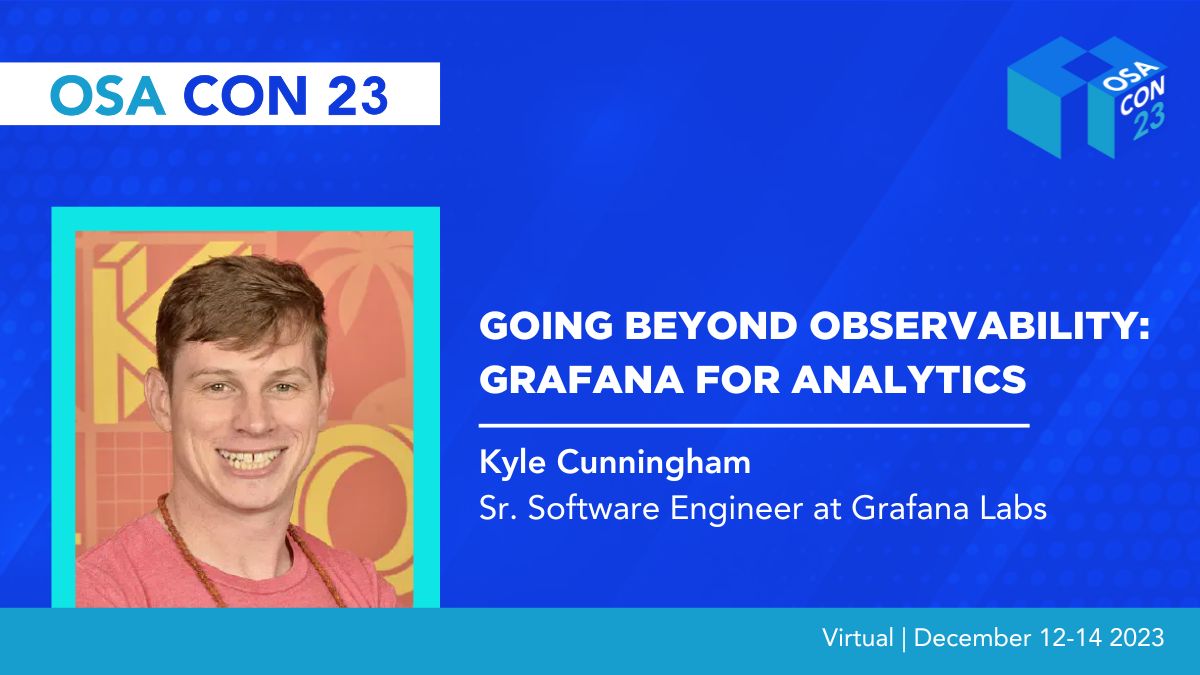 OSA CON 23
OSA
CON
23
GOING BEYOND OBSERVABILITY:
GRAFANA FOR ANALYTICS
Kyle Cunningham
Sr. Software Engineer at Grafana Labs
Virtual | December 12-14 2023